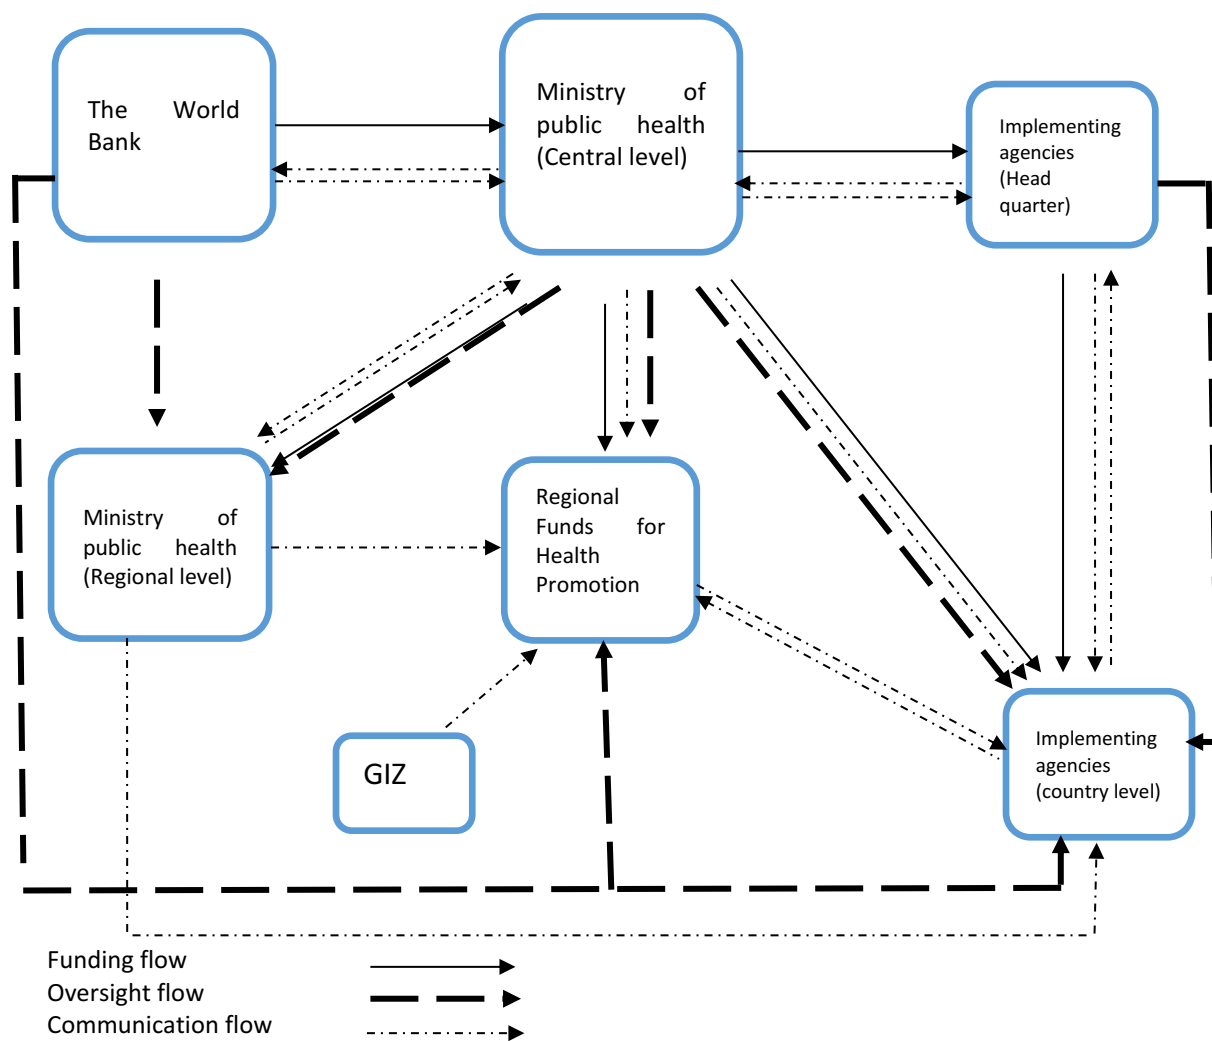 The World
Bank
Ministry of
public health
(Central level)
Implementing
agencies
(Head
quarter)
Ministry of
public health
(Regional level)
Regional
Funds for
Health
Promotion
GIZ
Implementing
agencies
(country level)
Funding flow
Oversight flow
Communication flow